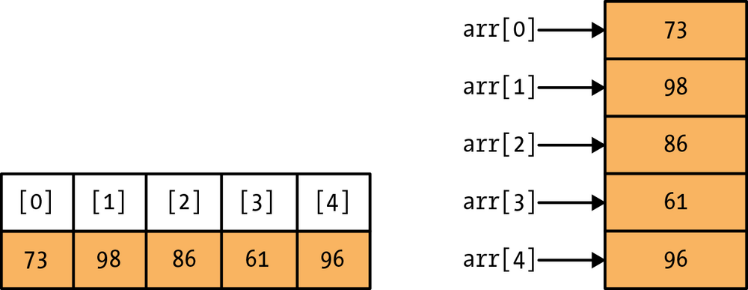 [0] [1] [2] [3] [4]
73 98 86 61 96
arr[0] 73
arr[1] 98
arr[2] 86
arr[3] 61
arr[4] 96